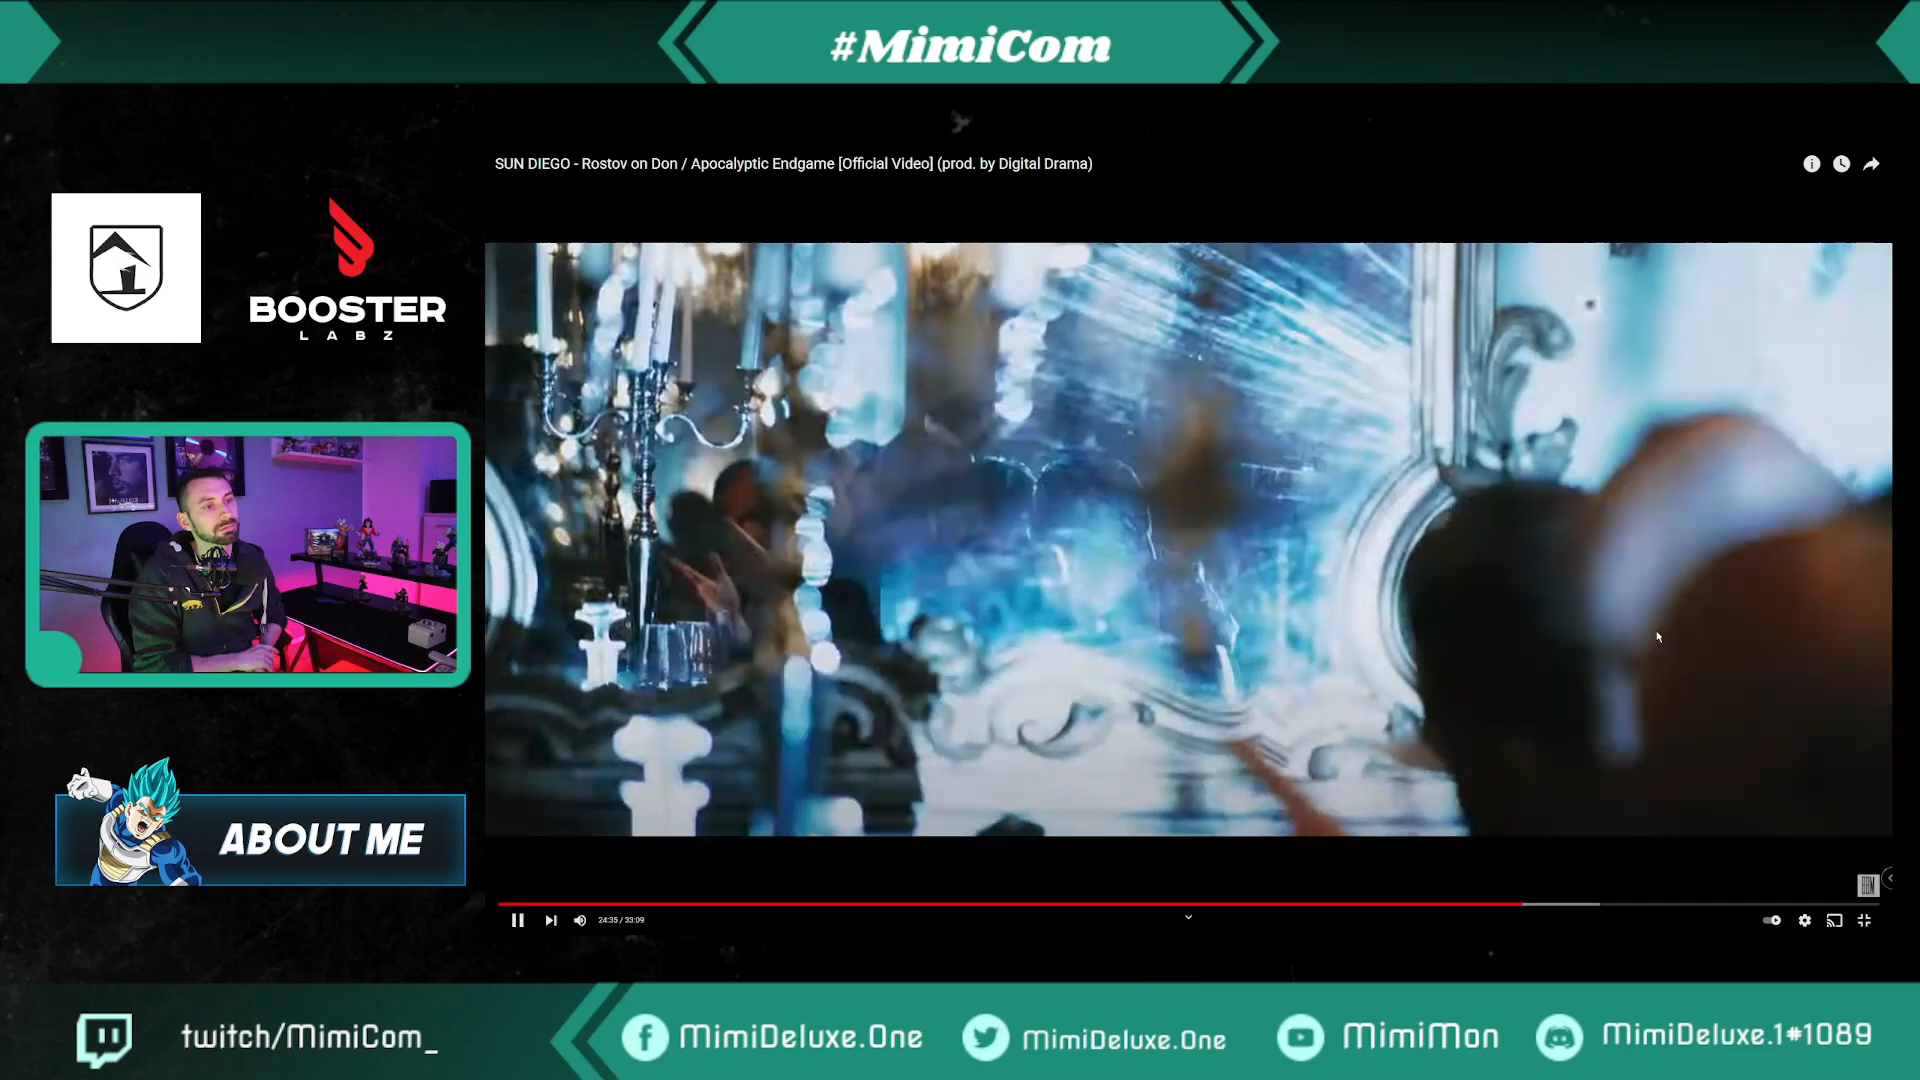 #MimiCom
SUN DIEGO - Rostov on Don / Apocalyptic Endgame [Official Video] (prod. by Digital Drama)
BOOSTER
LABZ
ABOUT ME
24:35 / 33:09
twitch/MimiCom_
MimiDeluxe.One
MimiDeluxe.One
MimiMon
MimiDeluxe.1#1089